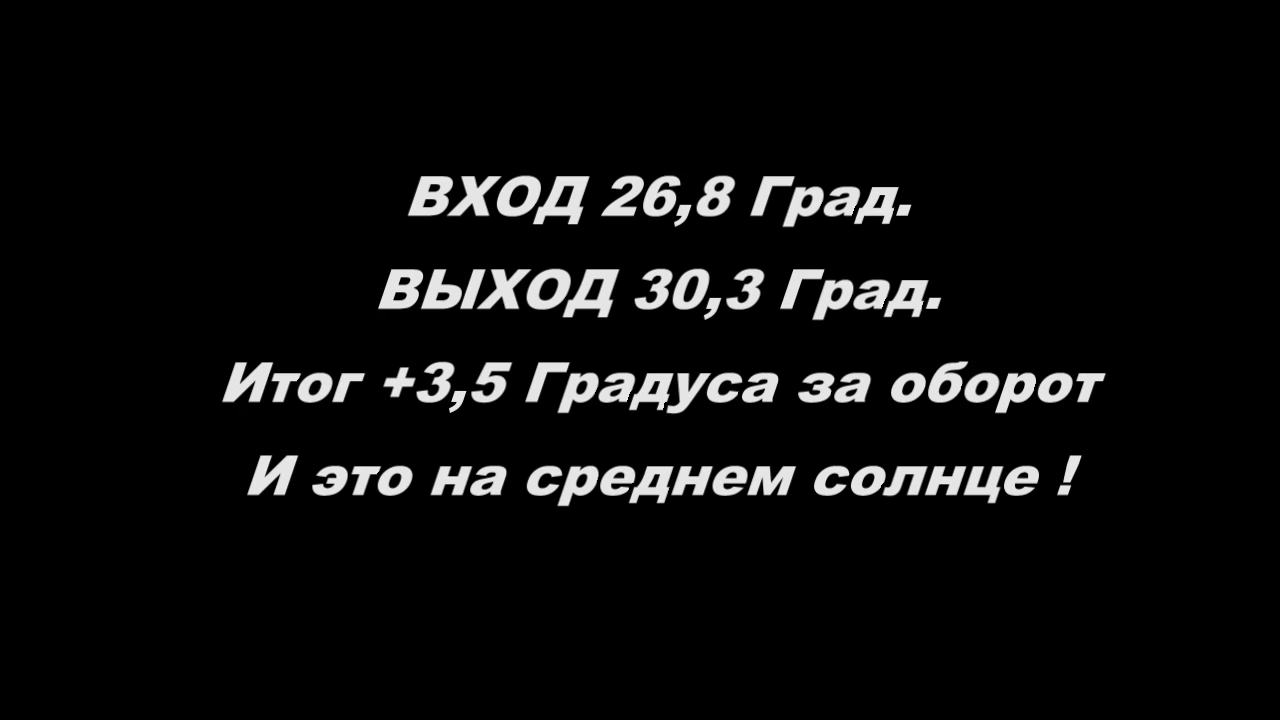 ВХОД 26,8 Град.
ВЫХОД 30,3 Град.
Итог +3,5 Градуса за оборот
И это на среднем солнце !